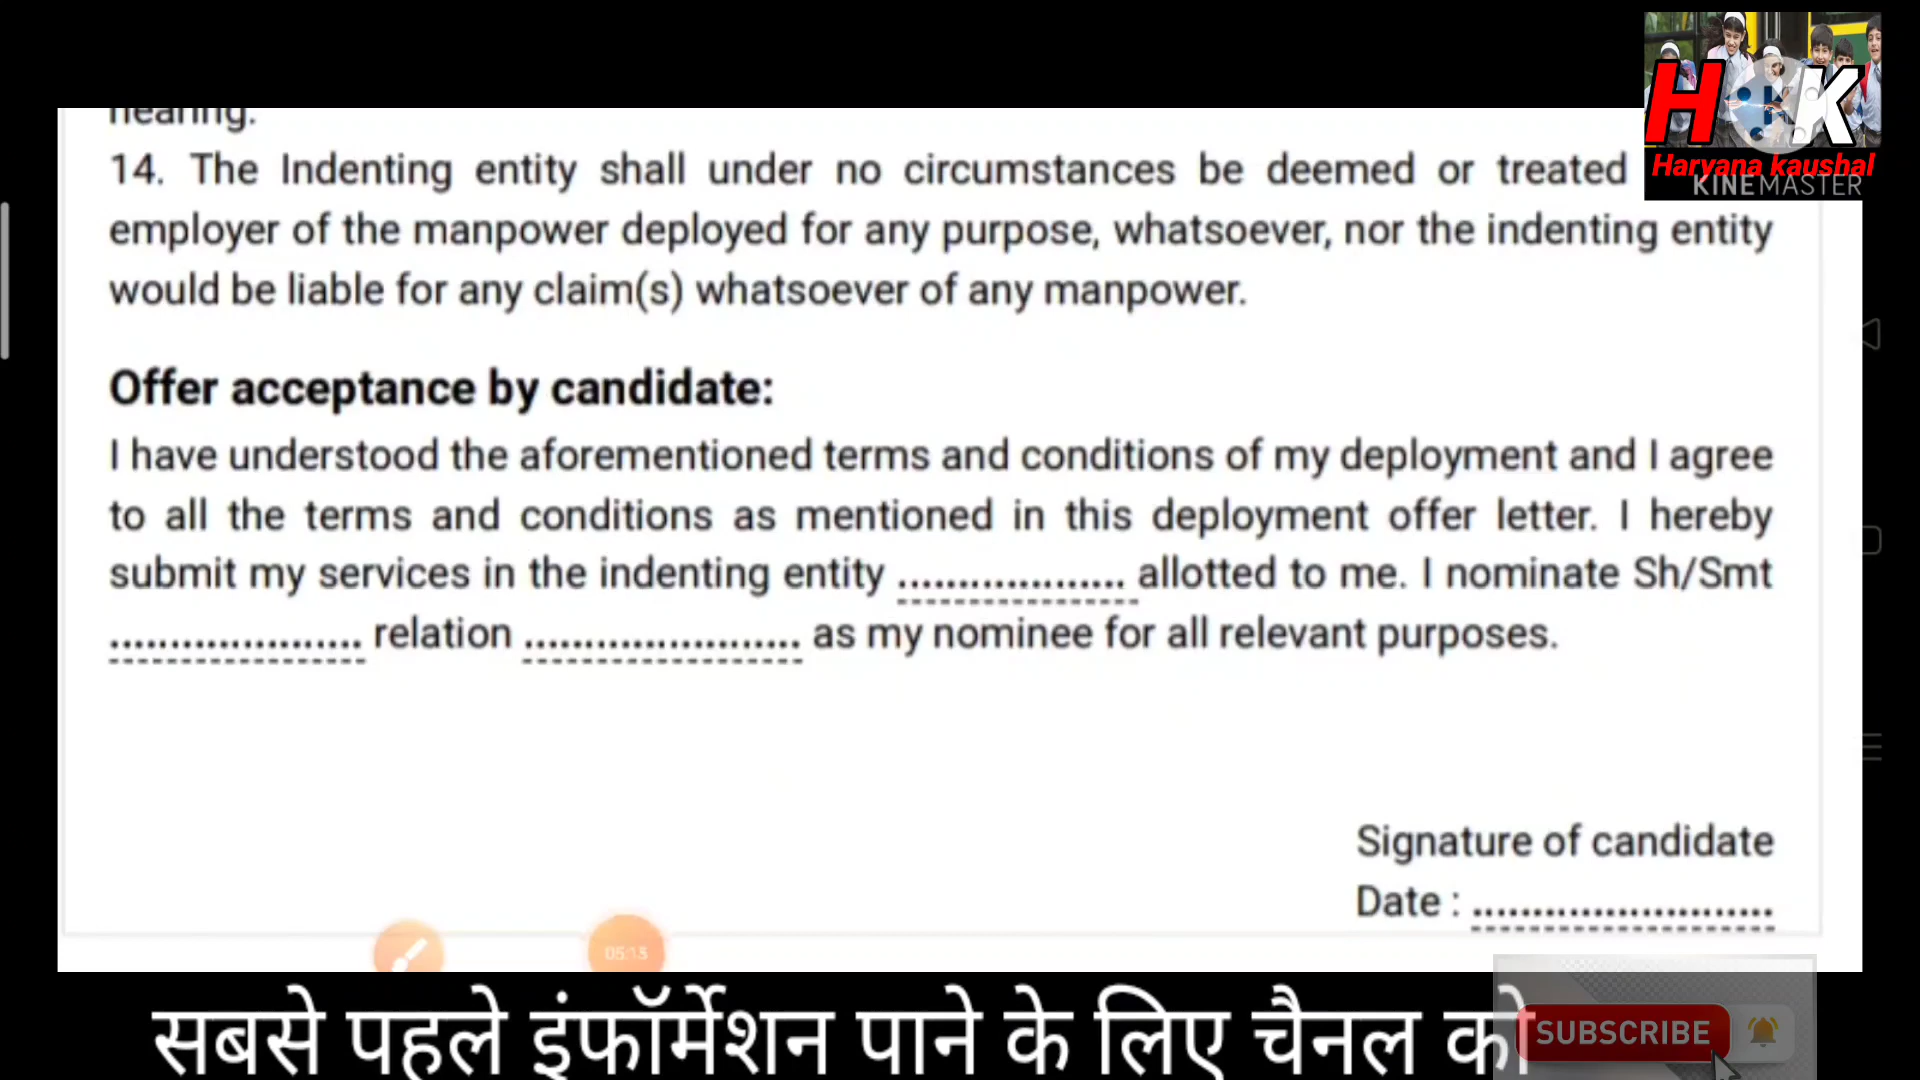 hearing.
14. The Indenting entity shall under no circumstances be deemed or treated
employer of the manpower deployed for any purpose, whatsoever, nor the indenting entity
would be liable for any claim(s) whatsoever of any manpower.
Offer acceptance by candidate:
I have understood the aforementioned terms and conditions of my deployment and I agree
to all the terms and conditions as mentioned in this deployment offer letter. I hereby
submit my services in the indenting entity ................... allotted to me. I nominate Sh/Smt
..................... relation ....................... as my nominee for all relevant purposes.
Signature of candidate
Date : .........................
05:13
सबसे पहले इंफॉर्मेशन पाने के लिए चैनल को
SUBSCRIBE
H K
Haryana kaushal
KINEMASTER